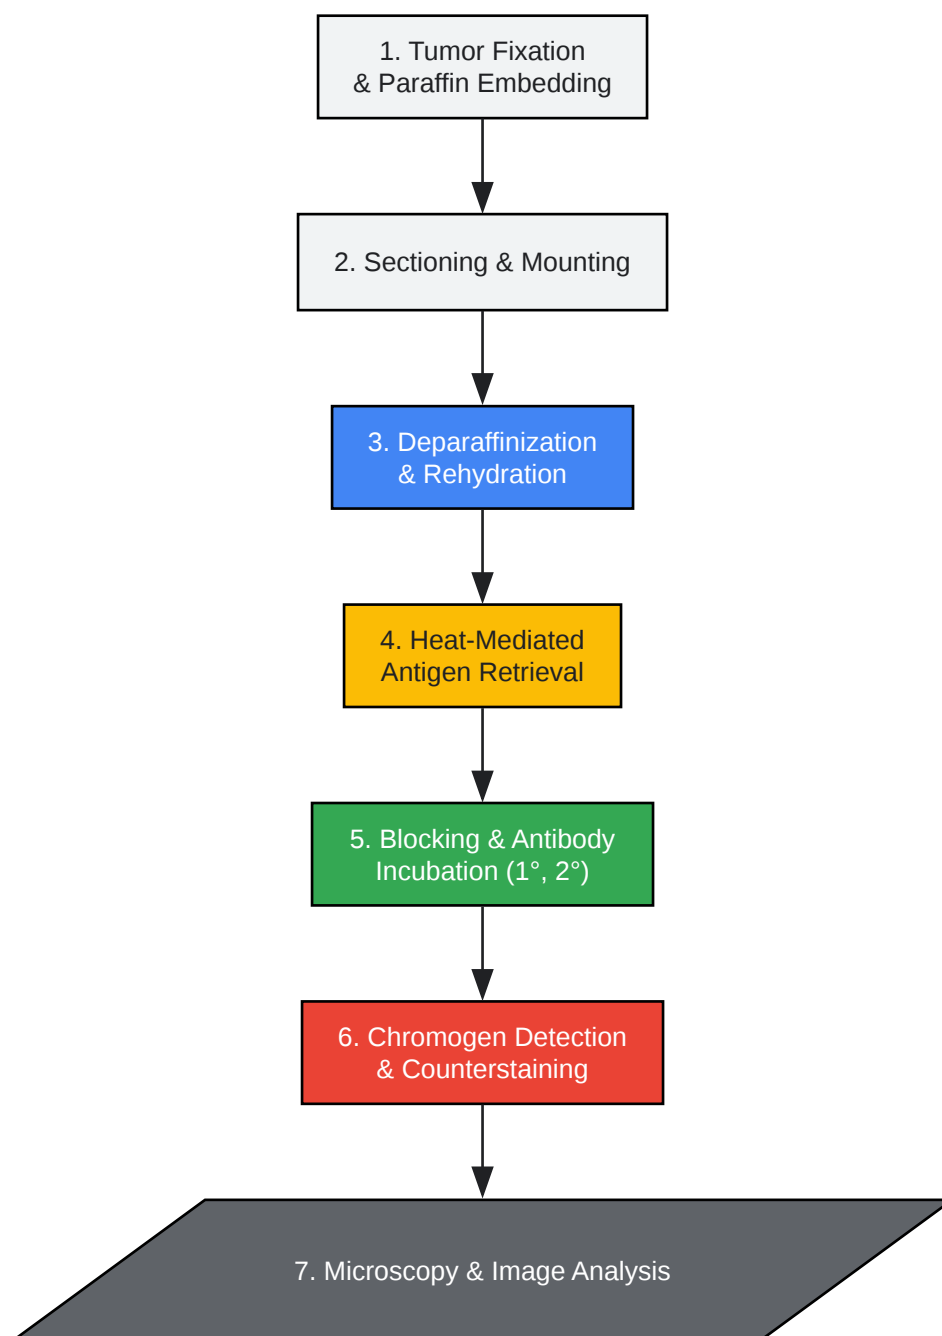 1. Tumor Fixation
& Paraffin Embedding
2. Sectioning & Mounting
3. Deparaffinization
& Rehydration
4. Heat-Mediated
Antigen Retrieval
5. Blocking & Antibody
Incubation (1°, 2°)
6. Chromogen Detection
& Counterstaining
7. Microscopy & Image Analysis